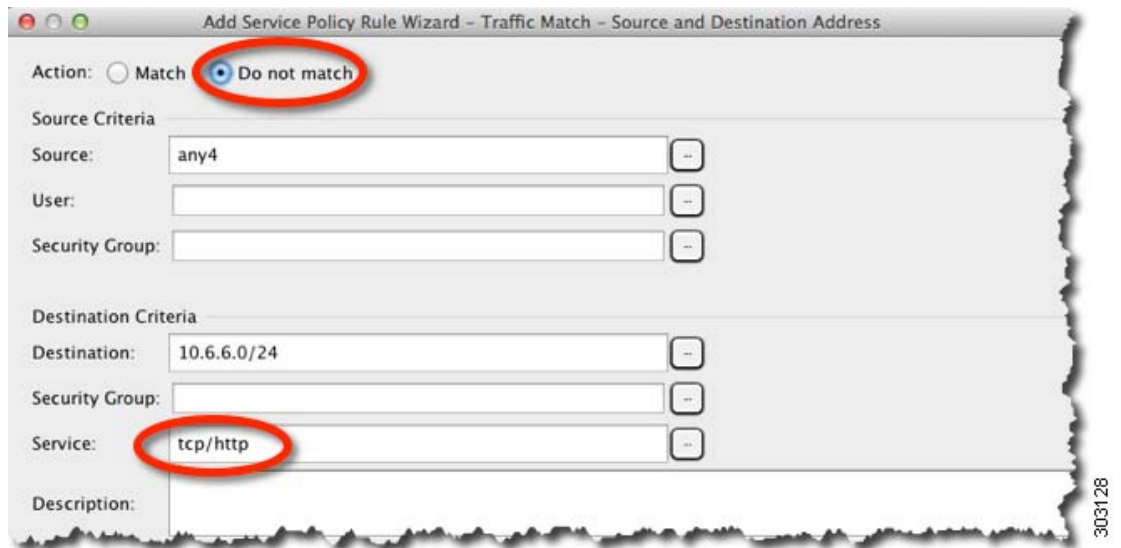 Add Service Policy Rule Wizard – Traffic Match – Source and Destination Address
Action: Match Do not match
Source Criteria
Source: any4
User:
Security Group:
Destination Criteria
Destination: 10.6.6.0/24
Security Group:
Service: tcp/http
Description:
303128